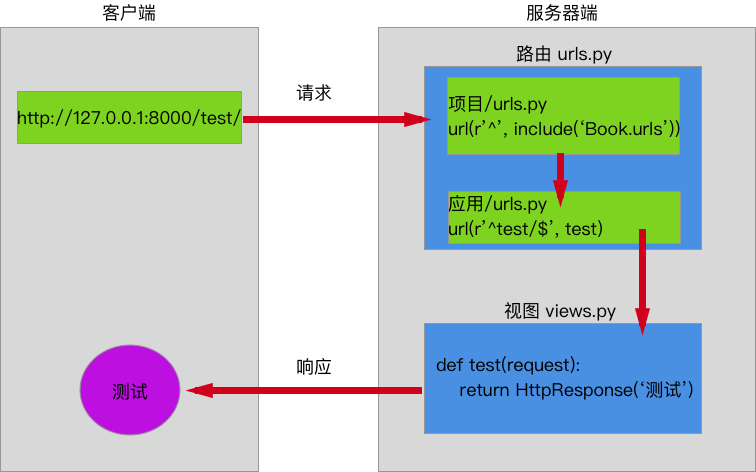 客户端
服务器端
路由 urls.py
http://127.0.0.1:8000/test/
请求
项目/urls.py
url(r’^’, include(‘Book.urls’))
应用/urls.py
url(r’^test/$’, test)
视图 views.py
响应
测试
def test(request):
return HttpResponse(‘测试’)